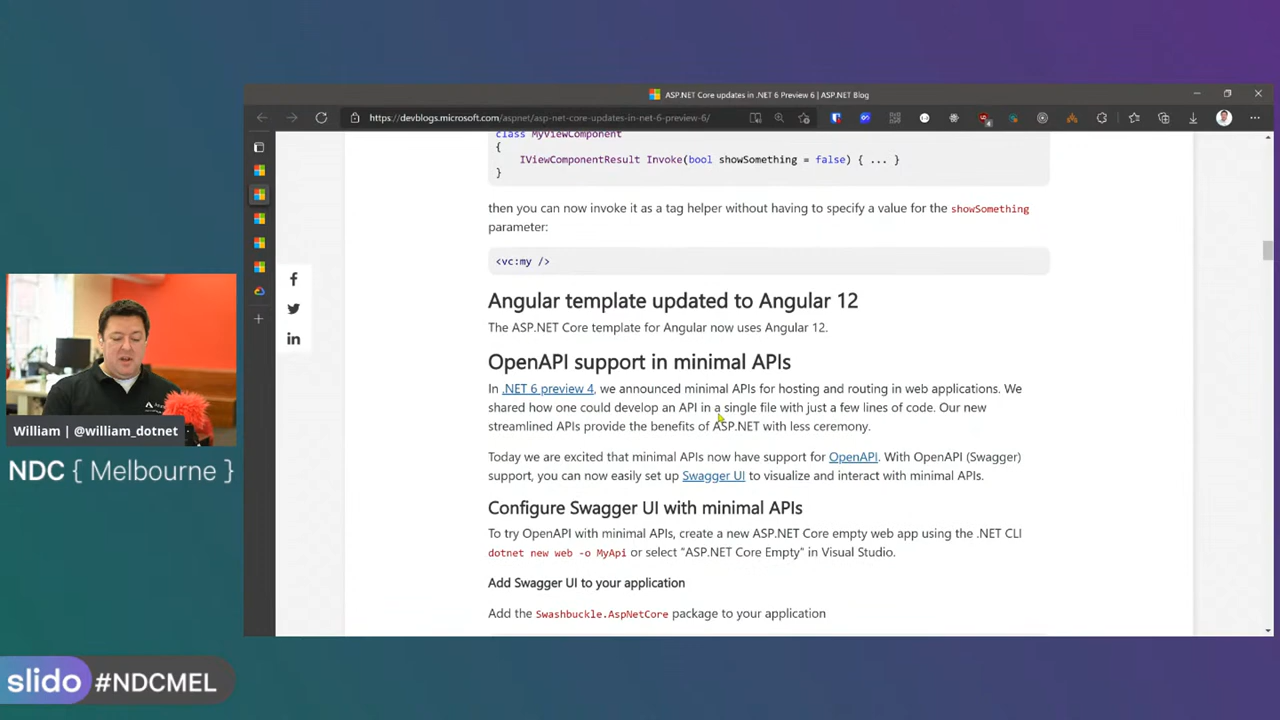 ASP.NET Core updates in .NET 6 Preview 6 | ASP.NET Blog
https://devblogs.microsoft.com/aspnet/asp-net-core-updates-in-net-6-preview-6/
class MyViewComponent
{
IViewComponentResult Invoke(bool showSomething = false) { ... }
}
then you can now invoke it as a tag helper without having to specify a value for the showSomething
parameter:
<vc:my />
Angular template updated to Angular 12
The ASP.NET Core template for Angular now uses Angular 12.
OpenAPI support in minimal APIs
In .NET 6 preview 4, we announced minimal APIs for hosting and routing in web applications. We
shared how one could develop an API in a single file with just a few lines of code. Our new
streamlined APIs provide the benefits of ASP.NET with less ceremony.
Today we are excited that minimal APIs now have support for OpenAPI. With OpenAPI (Swagger)
support, you can now easily set up Swagger UI to visualize and interact with minimal APIs.
Configure Swagger UI with minimal APIs
To try OpenAPI with minimal APIs, create a new ASP.NET Core empty web app using the .NET CLI
dotnet new web -o MyApi or select “ASP.NET Core Empty” in Visual Studio.
Add Swagger UI to your application
Add the Swashbuckle.AspNetCore package to your application
William | @william_dotnet
NDC { Melbourne }
slido #NDCMEL